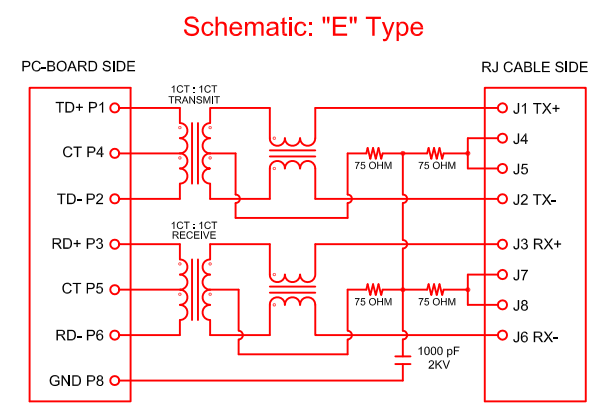 Schematic: "E" Type
PC-BOARD SIDE
RJ CABLE SIDE
1CT : 1CT
TRANSMIT
TD+ P1
J1 TX+
J4
CT P4
75 OHM
75 OHM
J5
TD- P2
J2 TX-
1CT : 1CT
RECEIVE
RD+ P3
J3 RX+
J7
CT P5
75 OHM
75 OHM
J8
RD- P6
J6 RX-
1000 pF
2KV
GND P8